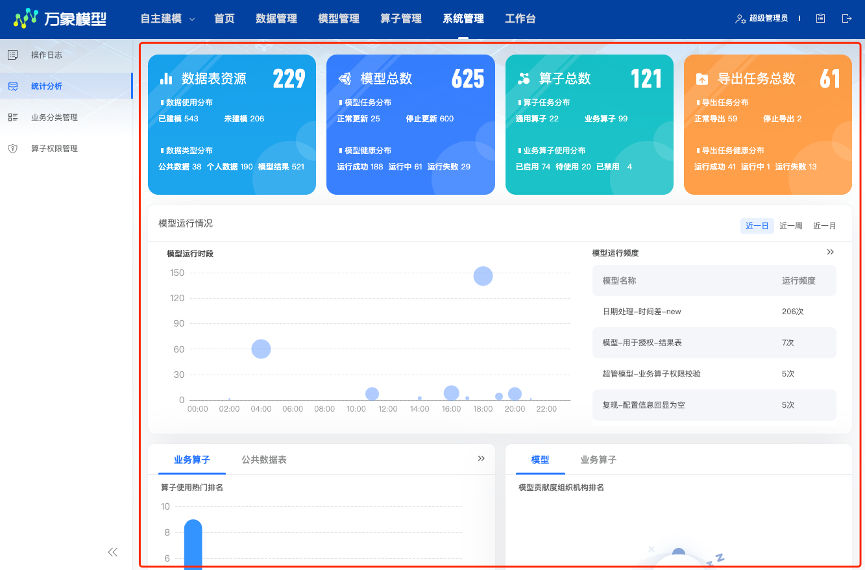 万象模型 自主建模 首页 数据管理 模型管理 算子管理 系统管理 工作台 超级管理员
操作日志
统计分析
业务分类管理
算子权限管理
数据表资源 229
数据使用分布
已建模 543 未建模 206
数据类型分布
公共数据 38 个人数据 190 模型结果 521
模型总数 625
模型任务分布
正常更新 25 停止更新 600
模型健康分布
运行成功 188 运行中 61 运行失败 29
算子总数 121
算子任务分布
通用算子 22 业务算子 99
业务算子使用分布
已启用 74 待使用 20 已禁用 4
导出任务总数 61
导出任务分布
正常导出 59 停止导出 2
导出任务健康分布
运行成功 41 运行中 1 运行失败 13
模型运行情况 近一日 近一周 近一月
模型运行时段
150
120
90
60
30
0
00:00 02:00 04:00 06:00 08:00 10:00 12:00 14:00 16:00 18:00 20:00 22:00
模型运行频度
模型名称 运行频度
日期处理-时间差-new 206次
模型-用于授权-结果表 7次
超管模型-业务算子权限校验 5次
复现-配置信息回显为空 5次
业务算子 公共数据表
算子使用热门排名
10
8
6
模型 业务算子
模型贡献度组织机构排名
z z